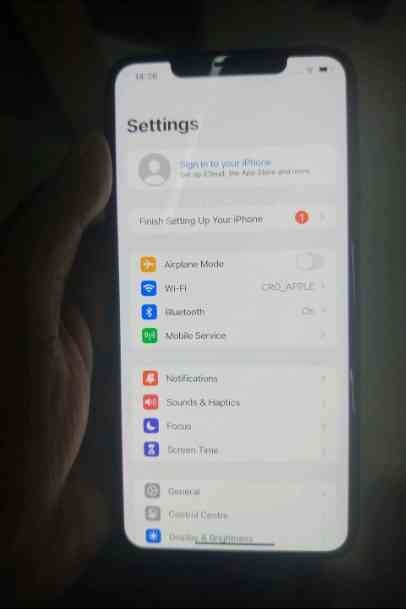 Settings
Sign in to your iPhone
Set up iCloud, the App Store and more.
Finish Setting Up Your iPhone 1
Airplane Mode
Wi-Fi CRO_APPLE
Bluetooth On
Mobile Service
Notifications
Sounds & Haptics
Focus
Screen Time
General
Control Centre
Display & Brightness